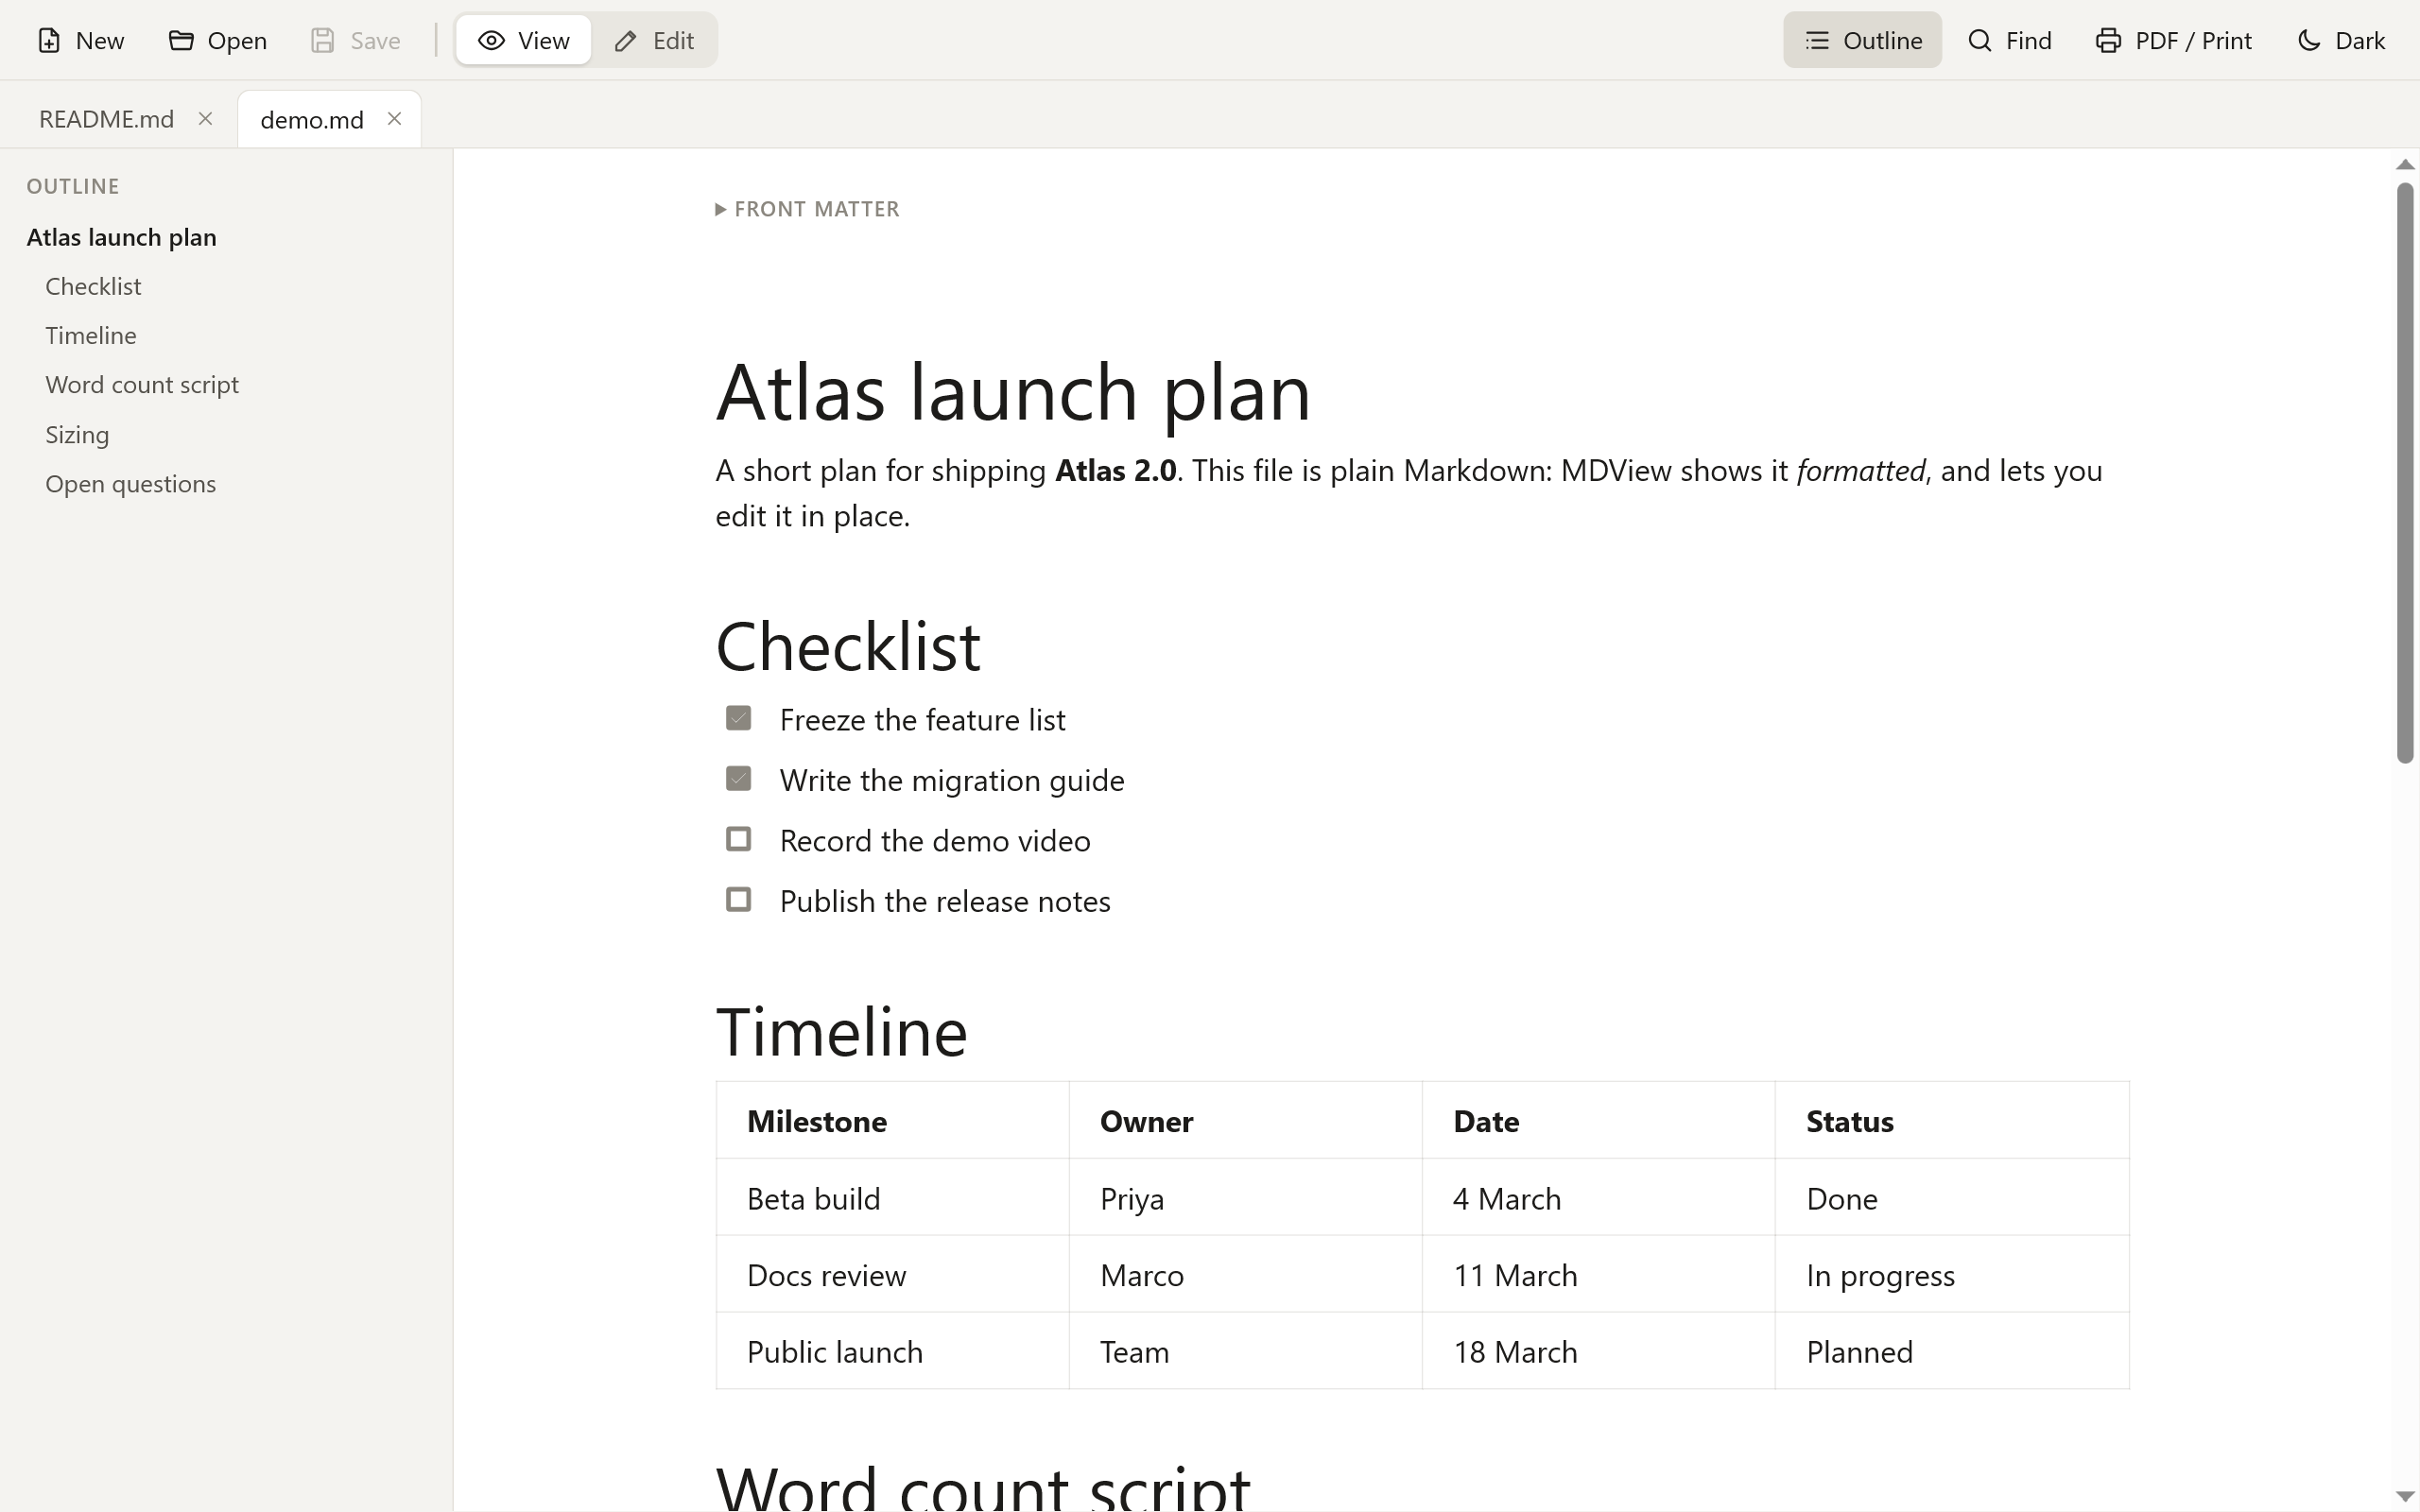 New Open Save View Edit Outline Find PDF / Print Dark
README.md demo.md
OUTLINE
Atlas launch plan
Checklist
Timeline
Word count script
Sizing
Open questions
FRONT MATTER
Atlas launch plan
A short plan for shipping Atlas 2.0. This file is plain Markdown: MDView shows it formatted, and lets you
edit it in place.
Checklist
Freeze the feature list
Write the migration guide
Record the demo video
Publish the release notes
Timeline
Milestone Owner Date Status
Beta build Priya 4 March Done
Docs review Marco 11 March In progress
Public launch Team 18 March Planned
Word count script